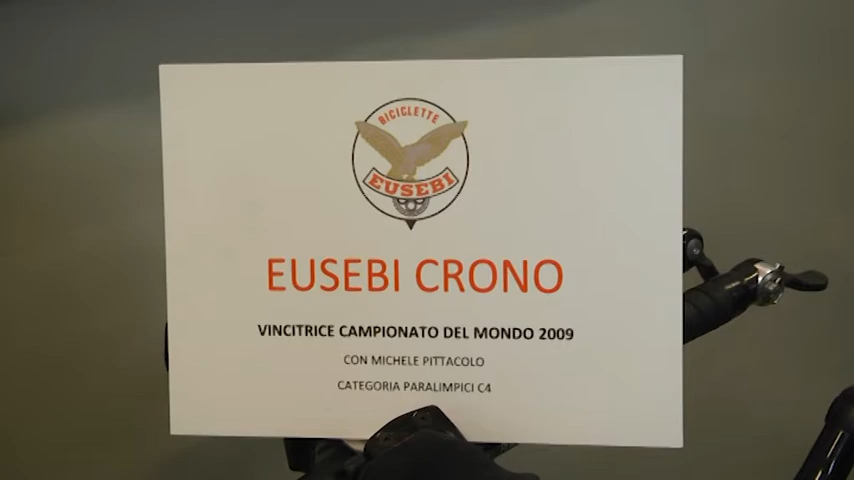 BICICLETTE
EUSEBI
EUSEBI CRONO
VINCITRICE CAMPIONATO DEL MONDO 2009
CON MICHELE PITTACOLO
CATEGORIA PARALIMPICI C4